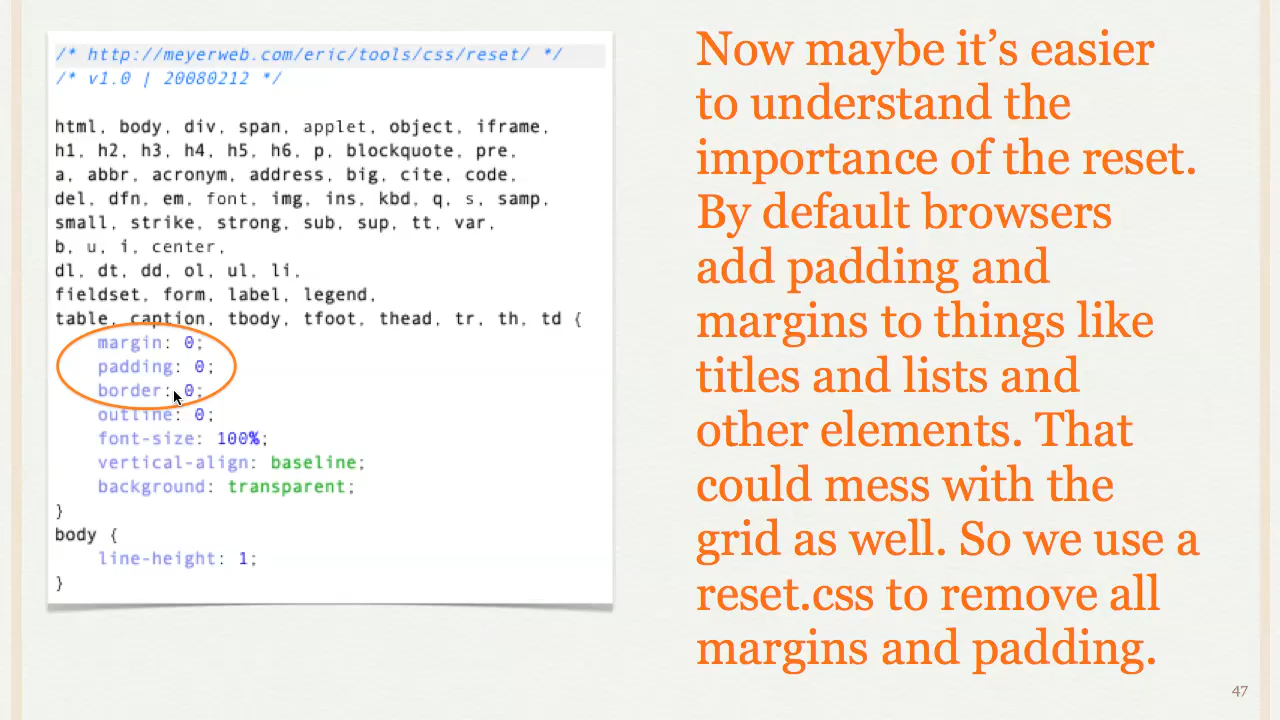 /* http://meyerweb.com/eric/tools/css/reset/ */
/* v1.0 | 20080212 */
html, body, div, span, applet, object, iframe,
h1, h2, h3, h4, h5, h6, p, blockquote, pre,
a, abbr, acronym, address, big, cite, code,
del, dfn, em, font, img, ins, kbd, q, s, samp,
small, strike, strong, sub, sup, tt, var,
b, u, i, center,
dl, dt, dd, ol, ul, li,
fieldset, form, label, legend,
table, caption, tbody, tfoot, thead, tr, th, td {
margin: 0;
padding: 0;
border: 0;
outline: 0;
font-size: 100%;
vertical-align: baseline;
background: transparent;
}
body {
line-height: 1;
}
Now maybe it’s easier
to understand the
importance of the reset.
By default browsers
add padding and
margins to things like
titles and lists and
other elements. That
could mess with the
grid as well. So we use a
reset.css to remove all
margins and padding.
47